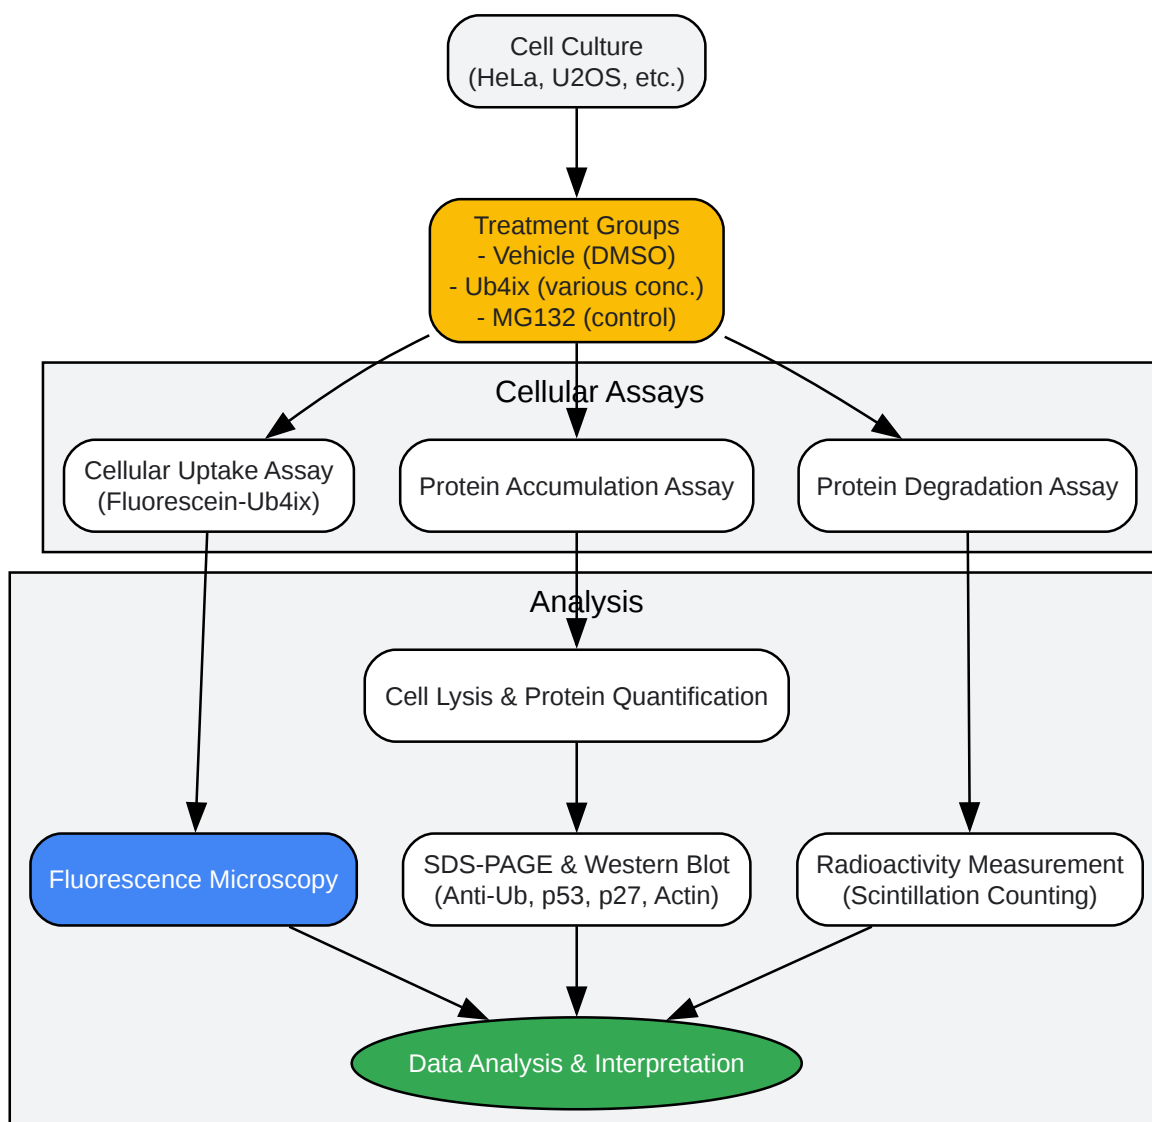 Cell Culture
(HeLa, U2OS, etc.)
Treatment Groups
- Vehicle (DMSO)
- Ub4ix (various conc.)
- MG132 (control)
Cellular Assays
Cellular Uptake Assay
(Fluorescein-Ub4ix)
Protein Accumulation Assay
Protein Degradation Assay
Analysis
Cell Lysis & Protein Quantification
Fluorescence Microscopy
SDS-PAGE & Western Blot
(Anti-Ub, p53, p27, Actin)
Radioactivity Measurement
(Scintillation Counting)
Data Analysis & Interpretation